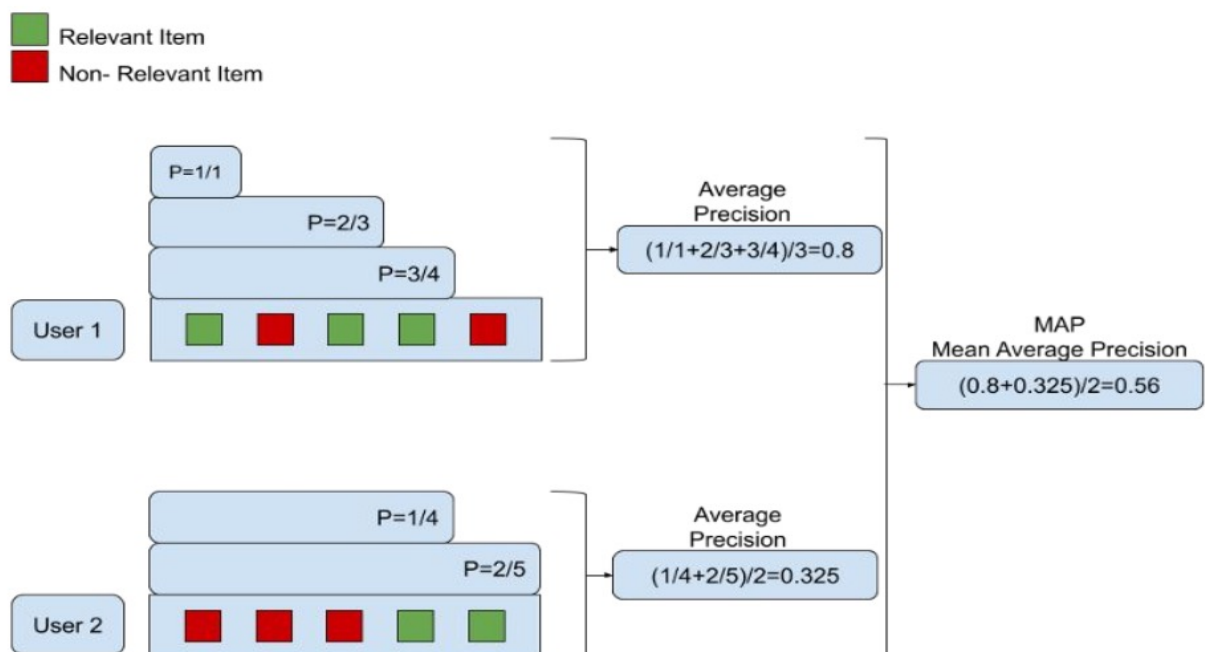 Relevant Item
Non- Relevant Item
P=1/1
P=2/3
P=3/4
User 1
Average
Precision
(1/1+2/3+3/4)/3=0.8
MAP
Mean Average Precision
(0.8+0.325)/2=0.56
P=1/4
P=2/5
User 2
Average
Precision
(1/4+2/5)/2=0.325